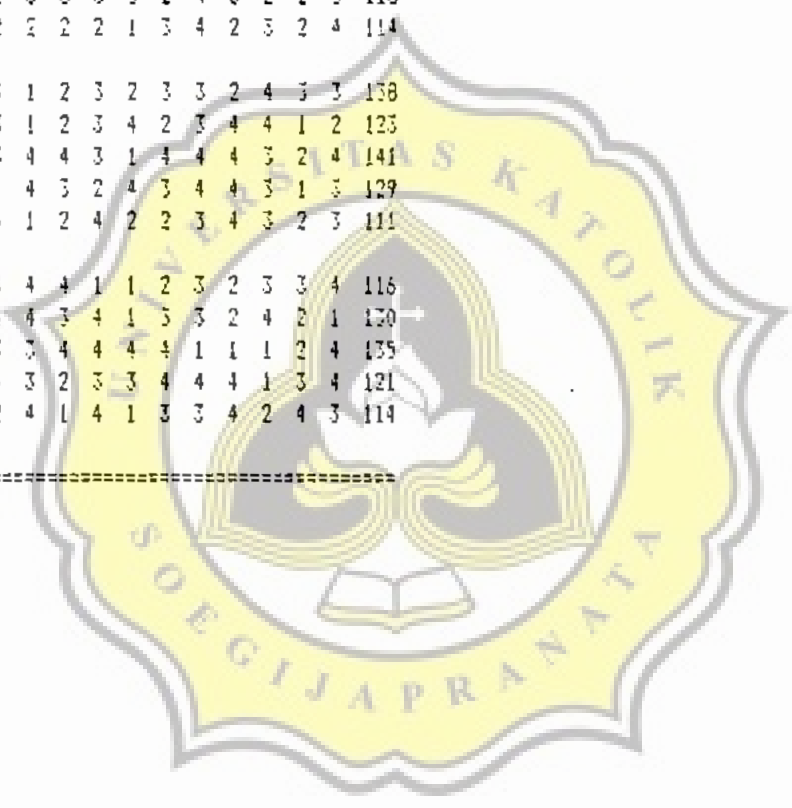 2 2 2 1 3 4 2 3 2 4 114
1 2 3 2 3 3 2 4 3 3 138
1 2 3 4 2 3 4 4 1 2 123
4 4 3 1 4 4 4 3 2 4 141
4 3 2 4 3 4 4 3 1 3 129
1 2 4 2 2 3 4 3 2 3 111
4 4 1 1 2 3 2 3 3 4 116
4 3 4 1 3 3 2 4 2 1 130
3 4 4 4 4 1 1 1 2 4 135
3 2 3 3 4 4 4 1 3 4 121
4 1 4 1 3 3 4 2 4 3 114
UNIVERSITAS KATOLIK
SOEGIJAPRANATA